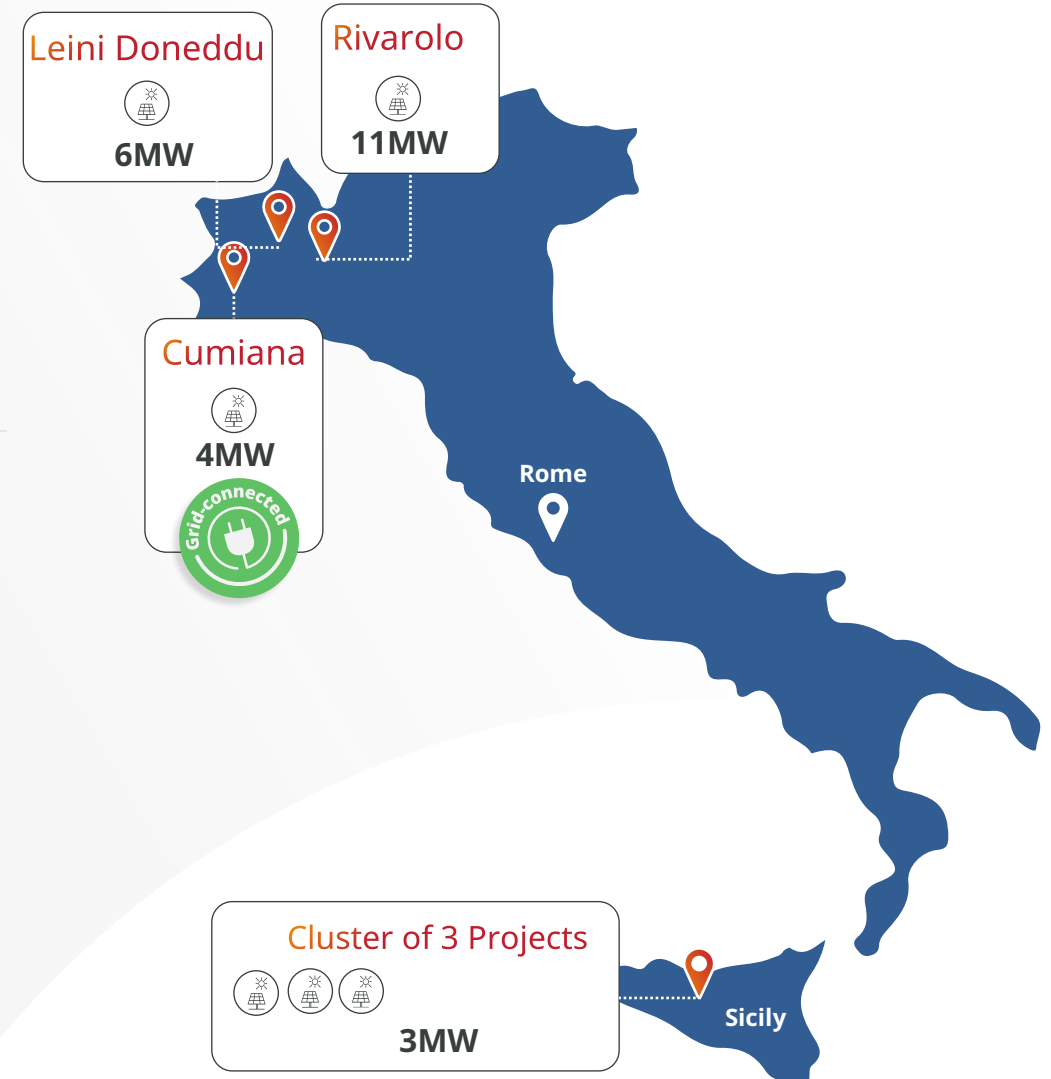 Leini Doneddu
6MW
Rivarolo
11MW
Cumiana
4MW
Grid-connected
Rome
Cluster of 3 Projects
3MW
Sicily